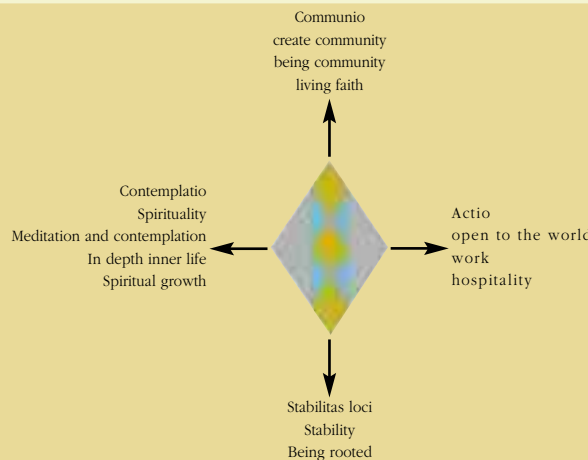 Communio
create community
being community
living faith
Contemplatio
Spirituality
Meditation and contemplation
In depth inner life
Spiritual growth
Actio
open to the world
work
hospitality
Stabilitas loci
Stability
Being rooted